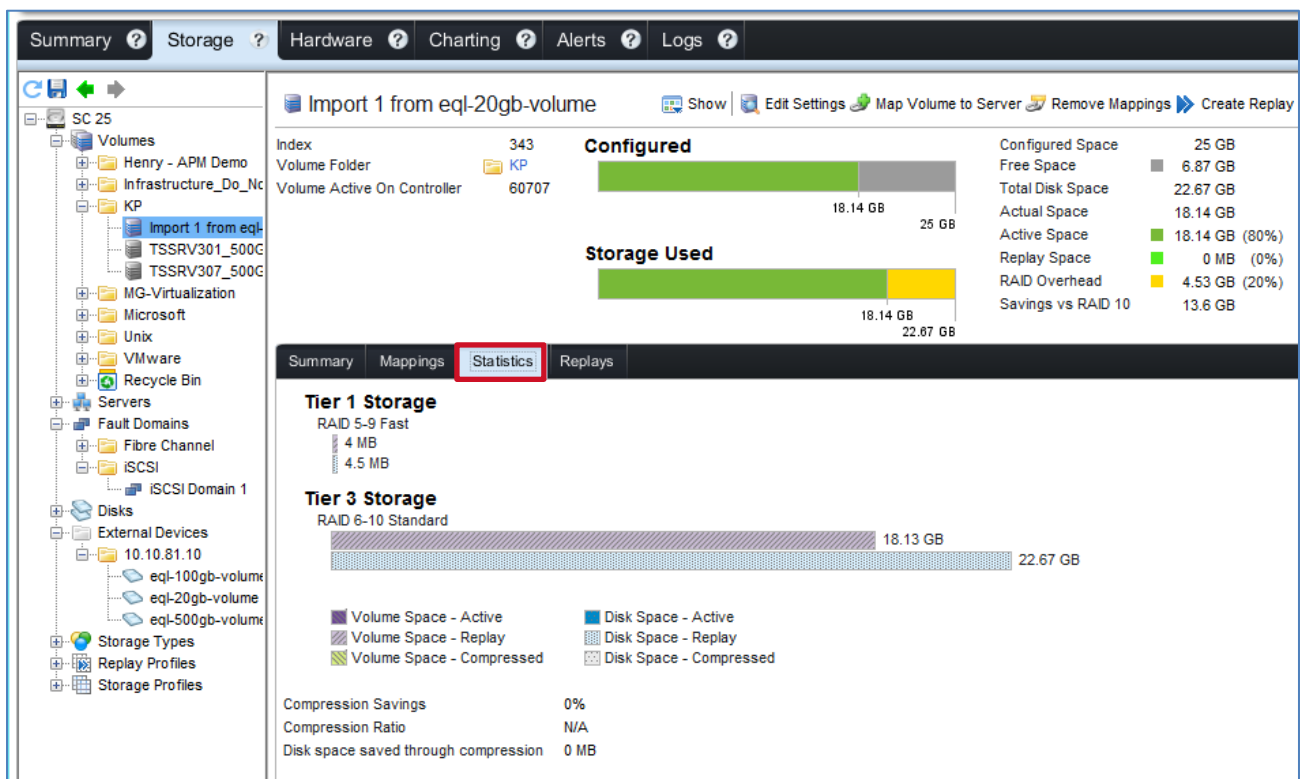 Summary ? Storage ? Hardware ? Charting ? Alerts ? Logs ?
SC 25
Volumes
Henry - APM Demo
Infrastructure_Do_Nc
KP
Import 1 from eql-
TSSRV301_500G
TSSRV307_500G
MG-Virtualization
Microsoft
Unix
VMware
Recycle Bin
Servers
Fault Domains
Fibre Channel
iSCSI
iSCSI Domain 1
Disks
External Devices
10.10.81.10
eql-100gb-volume
eql-20gb-volume
eql-500gb-volume
Storage Types
Replay Profiles
Storage Profiles
Import 1 from eql-20gb-volume Show Edit Settings Map Volume to Server Remove Mappings Create Replay
Index 343
Volume Folder KP
Volume Active On Controller 60707
Configured
18.14 GB
25 GB
Storage Used
18.14 GB
22.67 GB
Configured Space 25 GB
Free Space 6.87 GB
Total Disk Space 22.67 GB
Actual Space 18.14 GB
Active Space 18.14 GB (80%)
Replay Space 0 MB (0%)
RAID Overhead 4.53 GB (20%)
Savings vs RAID 10 13.6 GB
Summary Mappings Statistics Replays
Tier 1 Storage
RAID 5-9 Fast
4 MB
4.5 MB
Tier 3 Storage
RAID 6-10 Standard
18.13 GB
22.67 GB
Volume Space - Active Disk Space - Active
Volume Space - Replay Disk Space - Replay
Volume Space - Compressed Disk Space - Compressed
Compression Savings 0%
Compression Ratio N/A
Disk space saved through compression 0 MB